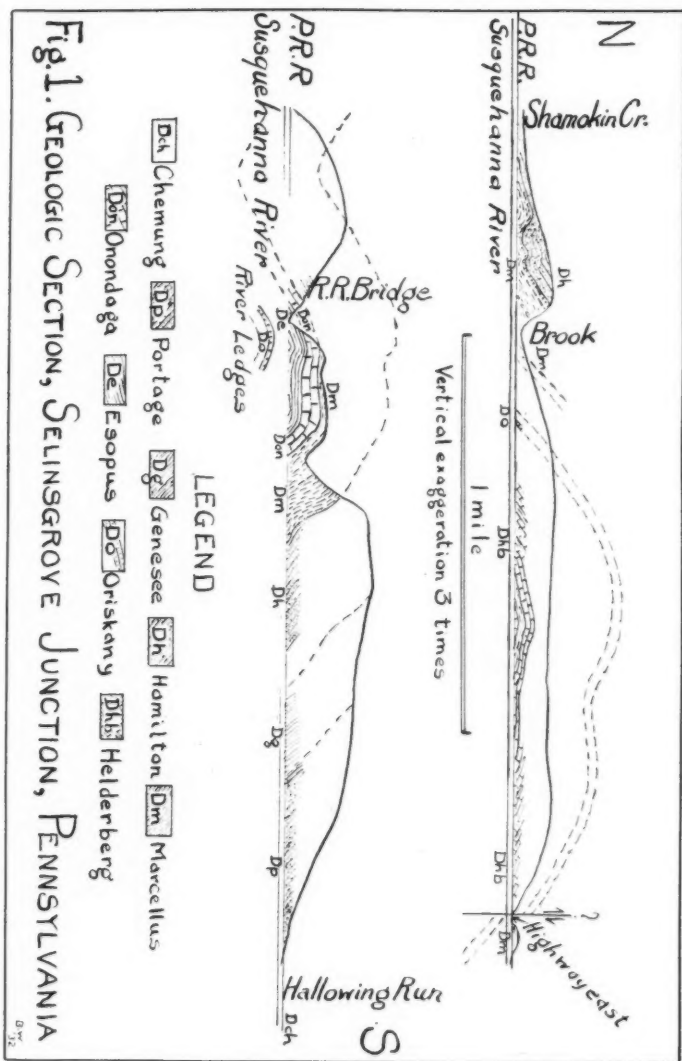 N
Shamokin Cr.
P.R.R.
Susquehanna River
Dm
Dh
Brook
Dm
Do
Dhb
Dhb
?
Highway east
Dm
1 mile
Vertical exaggeration 3 times
P.R.R
Susquehanna River
R.R. Bridge
Don
De
Do
River Ledges
Dm
Don
Dm
Dh
Dg
Dp
Hallowing Run
Dch
S
LEGEND
Dch Chemung Dp Portage Dg Genesee Dh Hamilton Dm Marcellus
Don Onondaga De Esopus Do Oriskany Dhb Helderberg
Fig. 1. GEOLOGIC SECTION, SELINSGROVE JUNCTION, PENNSYLVANIA
B.W.
'32